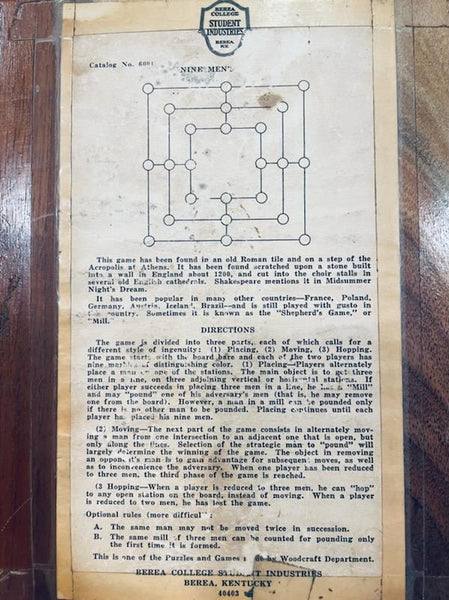 BEREA
COLLEGE
STUDENT
INDUSTRIES
BEREA,
KY.
Catalog No. 6001
NINE MEN'
This game has been found in an old Roman tile and on a step of the
Acropolis at Athens. It has been found scratched upon a stone built
into a wall in England about 1200, and cut into the choir stalls in
several old English cathedrals. Shakespeare mentions it in Midsummer
Night's Dream.
It has been popular in many other countries—France, Poland,
Germany, Austria, Iceland, Brazil—and is still played with gusto in
country. Sometimes it is known as the "Shepherd's Game," or
"Mill."
DIRECTIONS
The game is divided into three parts, each of which calls for a
different style of ingenuity: (1) Placing, (2) Moving, (3) Hopping.
The game starts with the board bare and each of the two players has
nine marbles of distinguishing color. (1) Placing—Players alternately
place a man on one of the stations. The main object is to get three
men in a line, on three adjoining vertical or horizontal stations. If
either player succeeds in placing three men in a line, he has a "Mill"
and may "pound" one of his adversary's men (that is, he may remove
one from the board). However, a man in a mill can be pounded only
if there is no other man to be pounded. Placing continues until each
player has placed his nine men.
(2) Moving—The next part of the game consists in alternately mov-
ing a man from one intersection to an adjacent one that is open, but
only along the lines. Selection of the strategic man to "pound" will
largely determine the winning of the game. The object in removing
an opponent's man is to gain advantage for subsequent moves, as well
as to inconvenience the adversary. When one player has been reduced
to three men, the third phase of the game is reached.
(3 Hopping—When a player is reduced to three men, he can "hop"
to any open station on the board, instead of moving. When a player
is reduced to two men, he has lost the game.
Optional rules (more difficult
A. The same man may not be moved twice in succession.
B. The same mill of three men can be counted for pounding only
the first time it is formed.
This is one of the Puzzles and Games by Woodcraft Department.
BEREA COLLEGE STUDENT INDUSTRIES
BEREA, KENTUCKY
40403